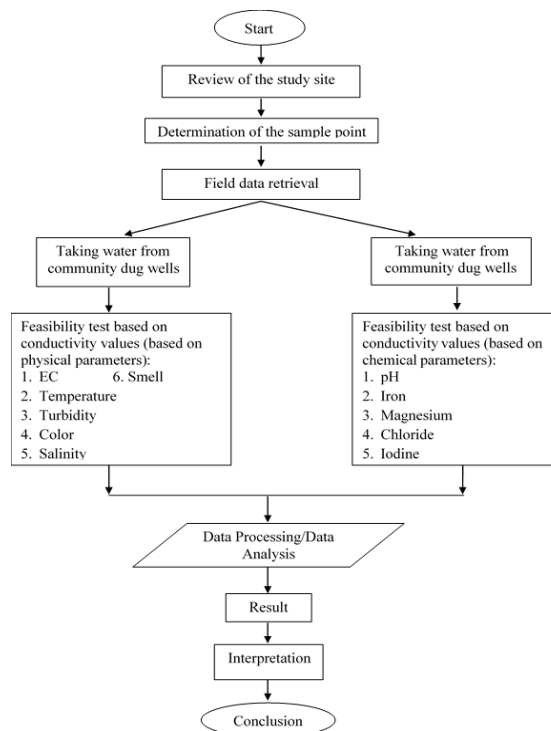 Start
Review of the study site
Determination of the sample point
Field data retrieval
Taking water from
community dug wells
Taking water from
community dug wells
Feasibility test based on
conductivity values (based on
physical parameters):
1. EC 6. Smell
2. Temperature
3. Turbidity
4. Color
5. Salinity
Feasibility test based on
conductivity values (based on
chemical parameters):
1. pH
2. Iron
3. Magnesium
4. Chloride
5. Iodine
Data Processing/Data
Analysis
Result
Interpretation
Conclusion